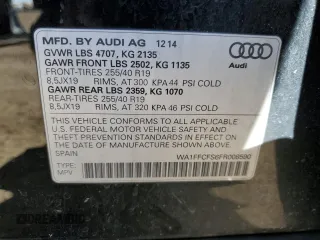 MFD. BY AUDI AG 12 14
GVWR LBS 4707, KG 2135
GAWR FRONT LBS 2502, KG 1135
FRONT-TIRES 255/40 R19
8,5JX19 RIMS, AT 300 KPA 44 PSI COLD
GAWR REAR LBS 2359, KG 1070
REAR-TIRES 255/40 R19
8,5JX19 RIMS, AT 320 KPA 46 PSI COLD
Audi
THIS VEHICLE CONFORMS TO ALL APPLICABLE
U.S. FEDERAL MOTOR VEHICLE SAFETY
BUMPER AND THEFT PREVENTION STANDARDS
IN EFFECT ON THE DATE OF MANUFACTURE
SHOWN ABOVE.
SPA
TYPE: